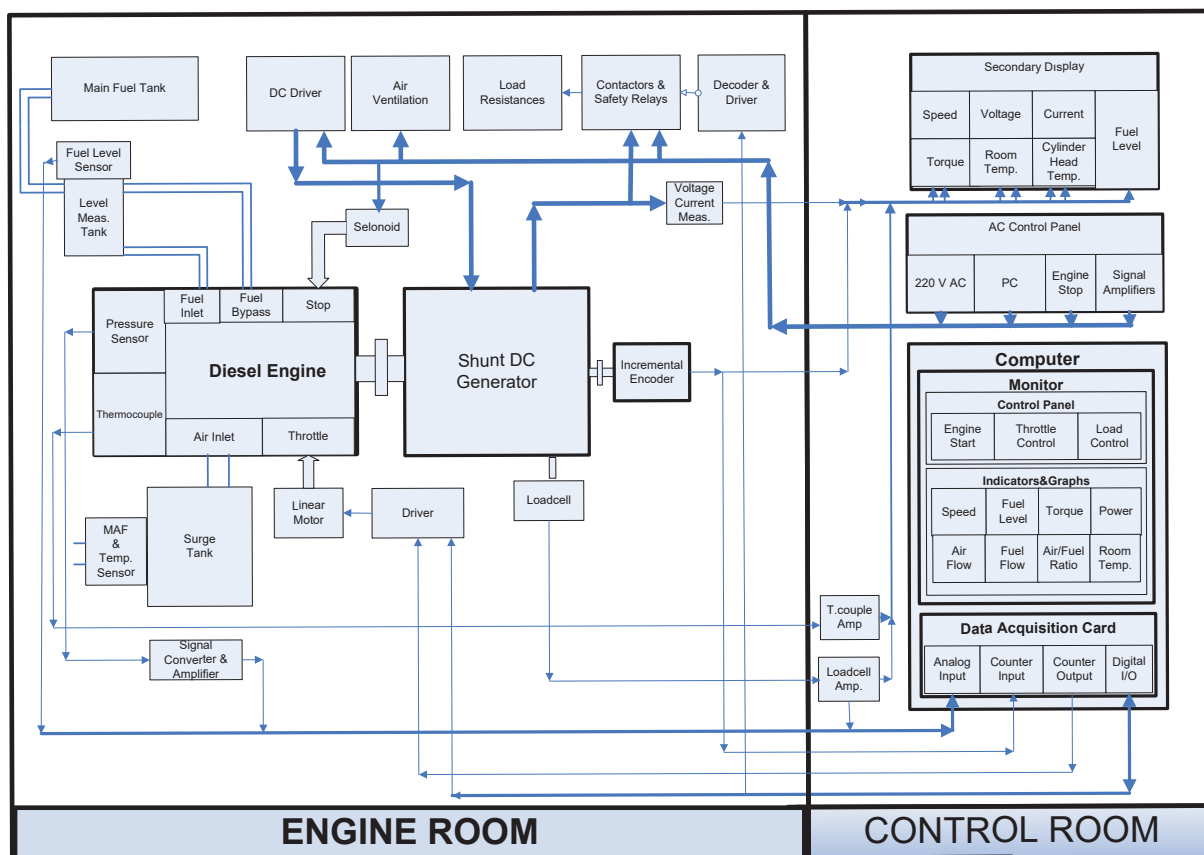 Main Fuel Tank
DC Driver
Air
Ventilation
Load
Resistances
Contactors &
Safety Relays
Decoder &
Driver
Fuel Level
Sensor
Level
Meas.
Tank
Selonoid
Voltage
Current
Meas.
Pressure
Sensor
Fuel
Inlet
Fuel
Bypass
Stop
Diesel Engine
Thermocouple
Air Inlet
Throttle
Shunt DC
Generator
Incremental
Encoder
MAF
&
Temp.
Sensor
Surge
Tank
Linear
Motor
Driver
Loadcell
Signal
Converter &
Amplifier
T.couple
Amp
Loadcell
Amp.
Secondary Display
Speed
Voltage
Current
Fuel
Level
Torque
Room
Temp.
Cylinder
Head
Temp.
AC Control Panel
220 V AC
PC
Engine
Stop
Signal
Amplifiers
Computer
Monitor
Control Panel
Engine
Start
Throttle
Control
Load
Control
Indicators&Graphs
Speed
Fuel
Level
Torque
Power
Air
Flow
Fuel
Flow
Air/Fuel
Ratio
Room
Temp.
Data Acquisition Card
Analog
Input
Counter
Input
Counter
Output
Digital
I/O
ENGINE ROOM
CONTROL ROOM